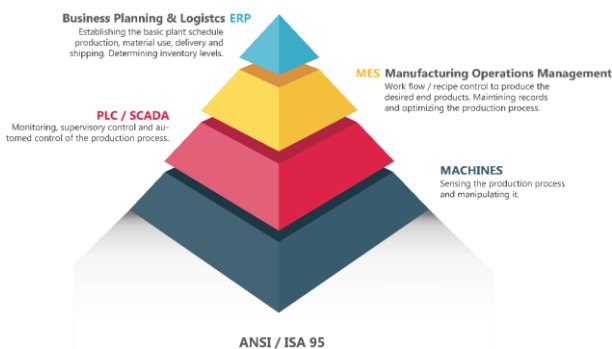 Business Planning & Logistcs ERP
Establishing the basic plant schedule
production, material use, delivery and
shipping. Determining inventory levels.
MES Manufacturing Operations Management
Work flow / recipe control to produce the
desired end products. Maintining records
and optimizing the production process.
PLC / SCADA
Monitoring, supervisory control and au-
tomed control of the production process.
MACHINES
Sensing the production process
and manipulating it.
ANSI / ISA 95